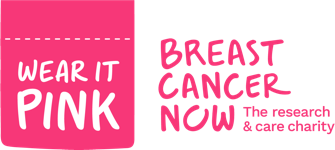 WEAR IT
PINK
BREAST
CANCER
NOW
The research
& care charity